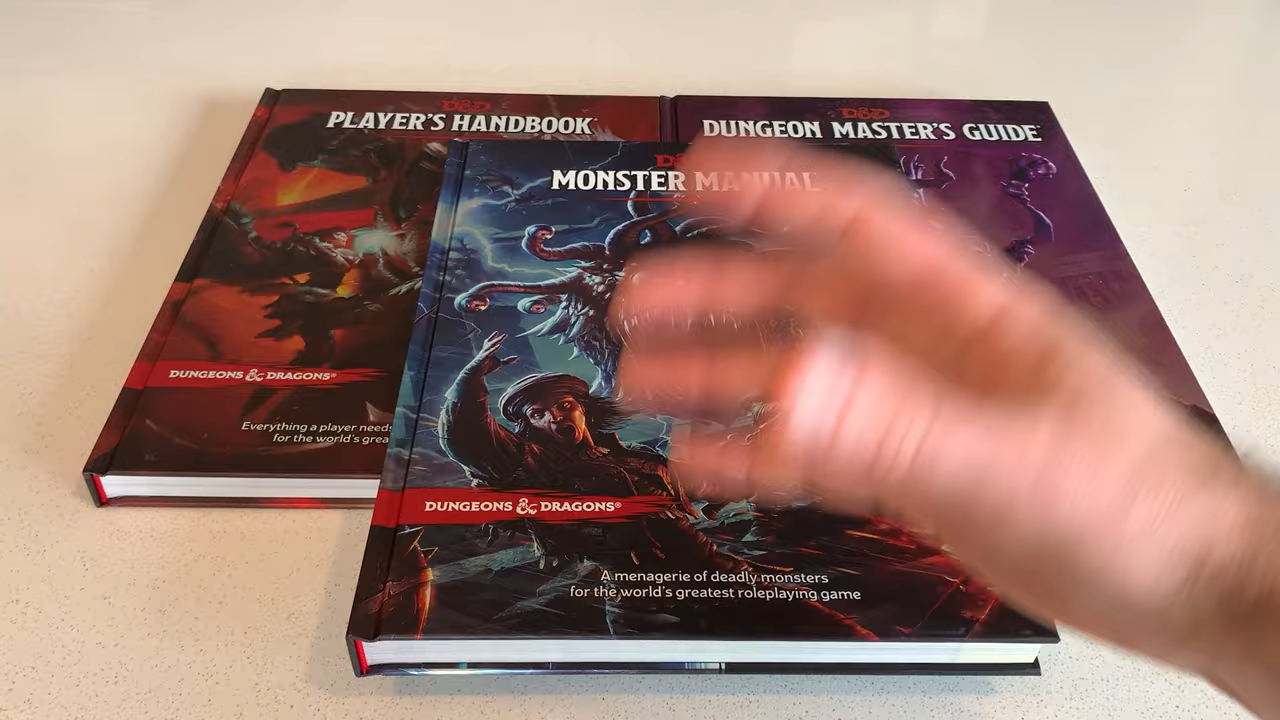 D&D
PLAYER'S HANDBOOK
DUNGEONS & DRAGONS®
Everything a player needs
for the world's grea
D&D
DUNGEON MASTER'S GUIDE
D&
MONSTER MANUAL
DUNGEONS & DRAGONS®
A menagerie of deadly monsters
for the world's greatest roleplaying game